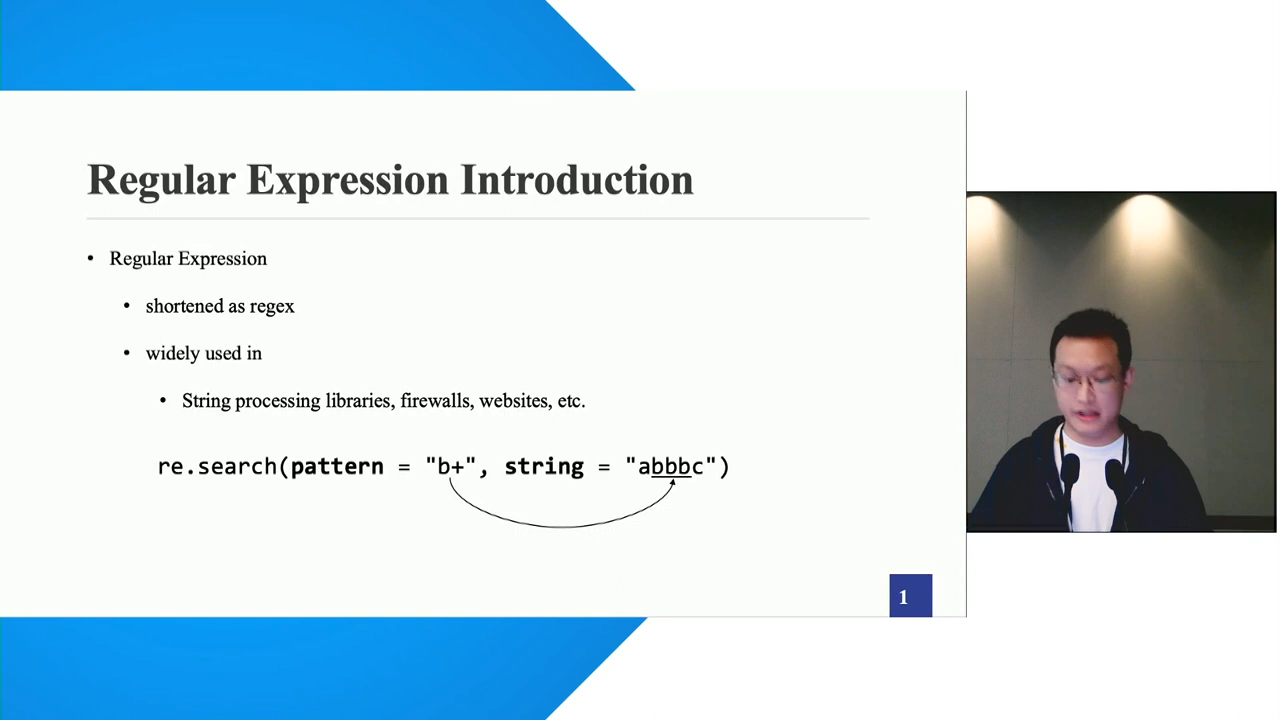 Regular Expression Introduction
• Regular Expression
• shortened as regex
• widely used in
• String processing libraries, firewalls, websites, etc.
re.search(pattern = "b+", string = "abbbc")
1